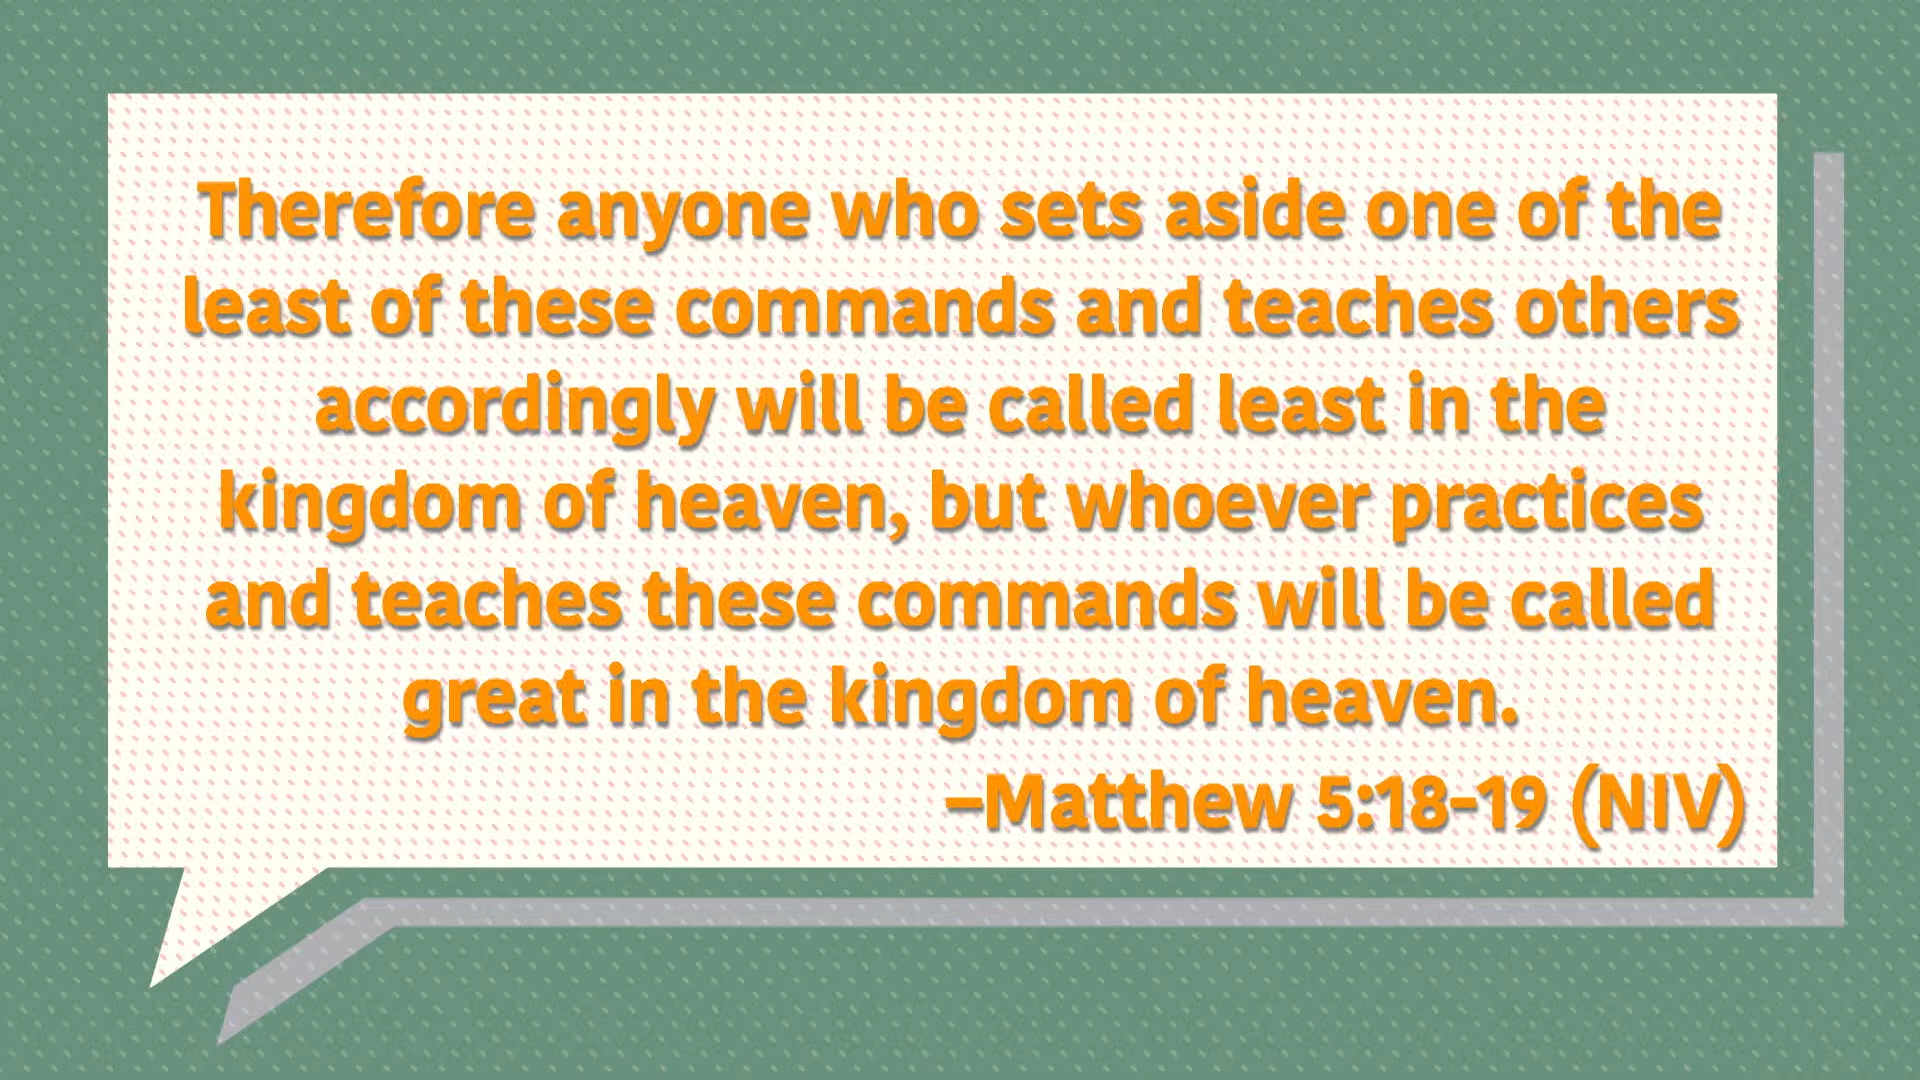 Therefore anyone who sets aside one of the
least of these commands and teaches others
accordingly will be called least in the
kingdom of heaven, but whoever practices
and teaches these commands will be called
great in the kingdom of heaven.
–Matthew 5:18-19 (NIV)